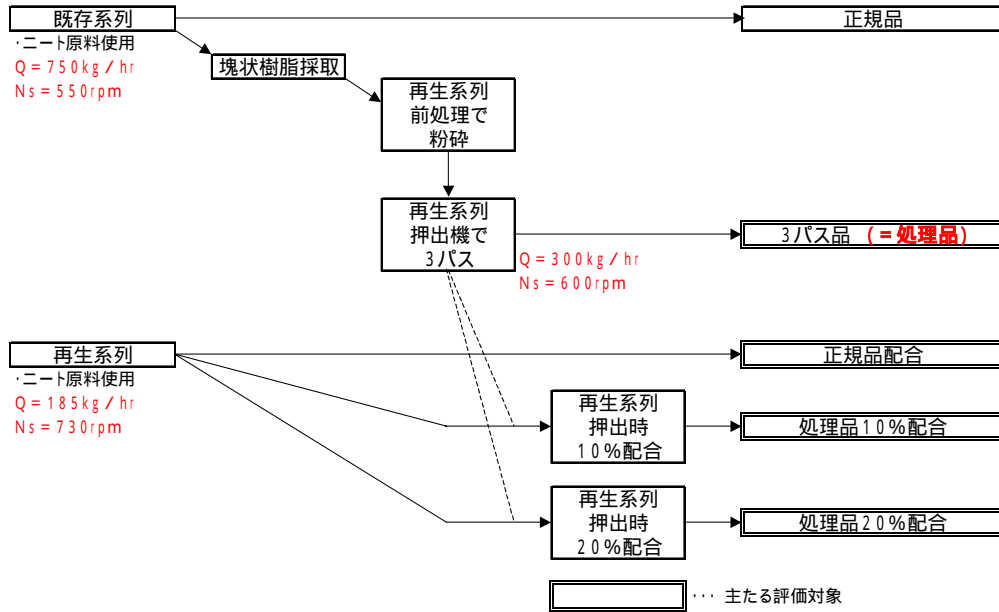 既存系列
正規品
・ニート原料使用
Q＝750kg／hr
Ns＝550rpm
塊状樹脂採取
再生系列
前処理で
粉砕
再生系列
押出機で
3パス
3パス品 (＝処理品)
Q＝300kg／hr
Ns＝600rpm
再生系列
正規品配合
・ニート原料使用
Q＝185kg／hr
Ns＝730rpm
再生系列
押出時
10％配合
処理品10％配合
再生系列
押出時
20％配合
処理品20％配合
･･･ 主たる評価対象